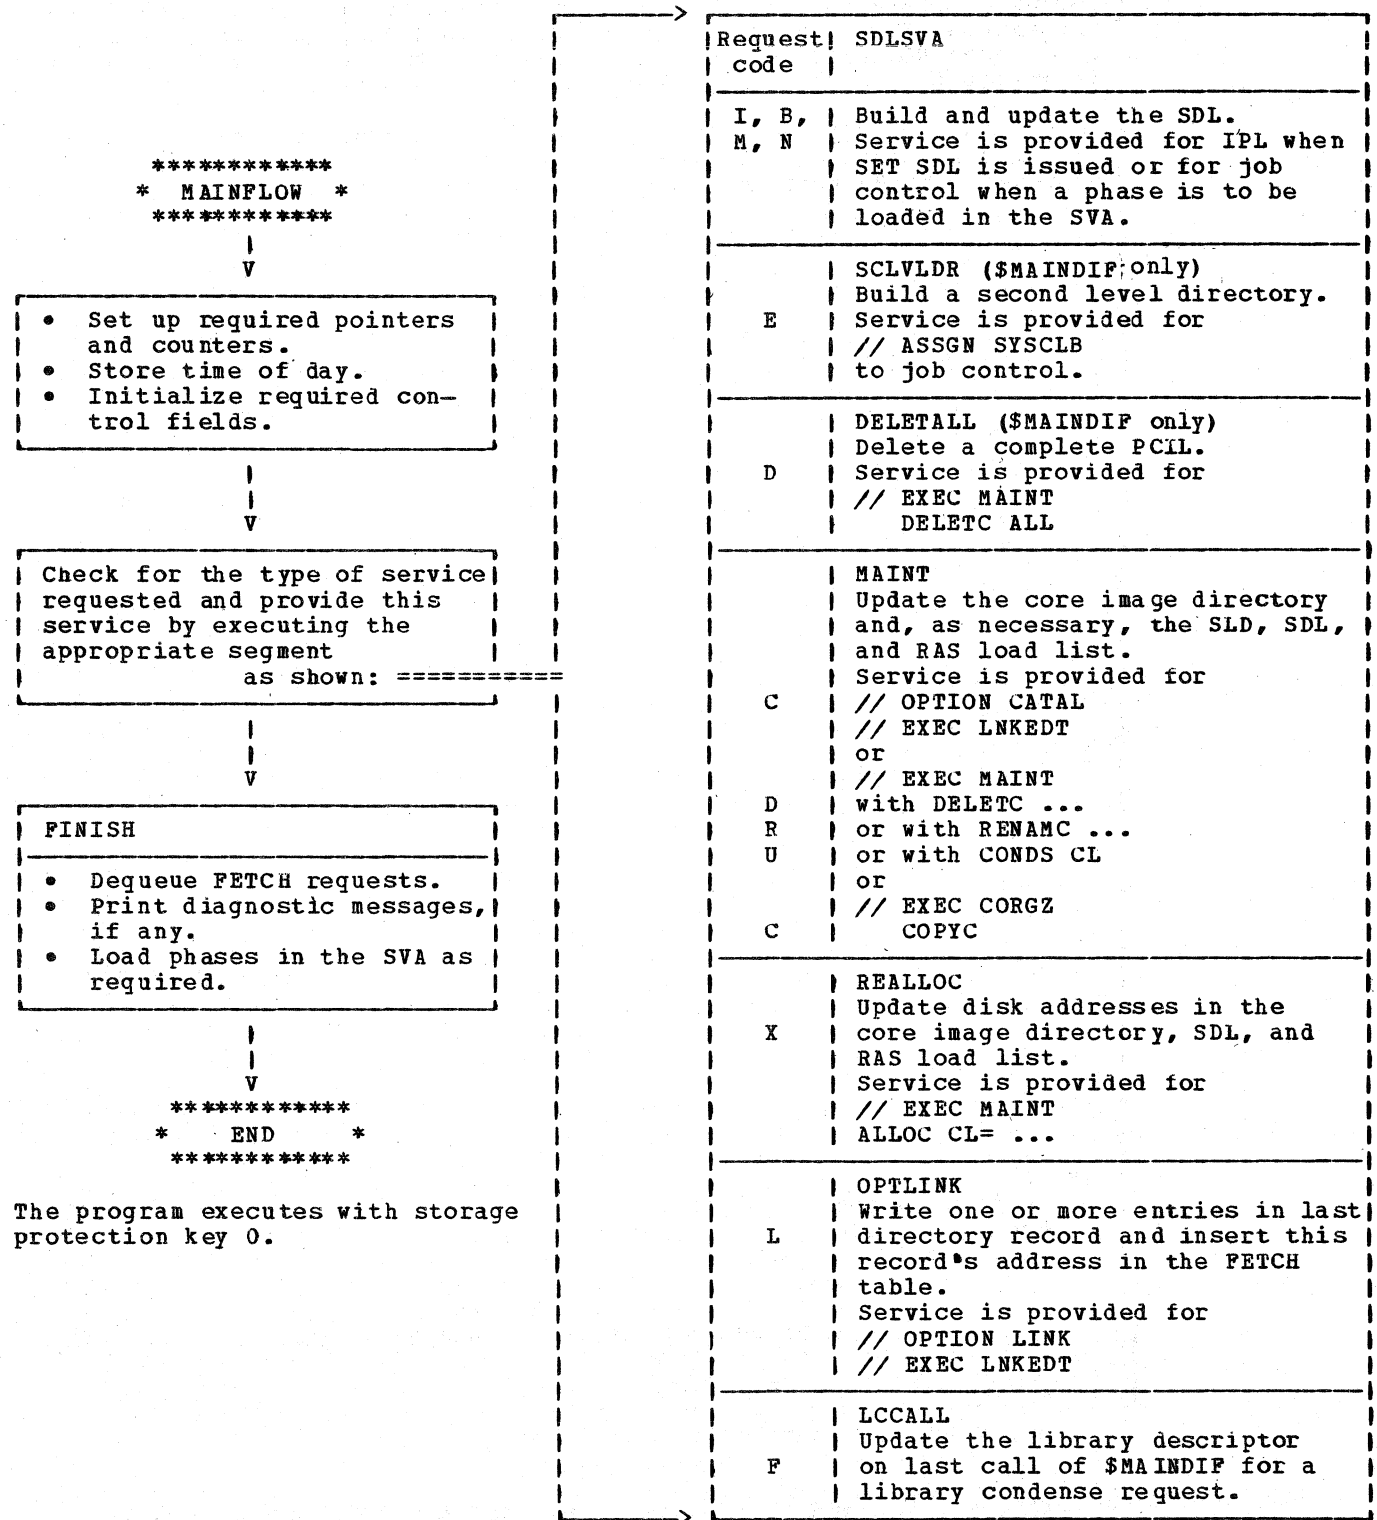 ************
* MAINFLOW *
************
V
• Set up required pointers
and counters.
• Store time of day.
• Initialize required con-
trol fields.
V
Check for the type of service
requested and provide this
service by executing the
appropriate segment
as shown: ===========
V
FINISH
• Dequeue FETCH requests.
• Print diagnostic messages,
if any.
• Load phases in the SVA as
required.
V
************
* END *
************
The program executes with storage
protection key 0.
Request SDLSVA
code
I, B, Build and update the SDL.
M, N Service is provided for IPL when
SET SDL is issued or for job
control when a phase is to be
loaded in the SVA.
SCLVLDR ($MAINDIF only)
Build a second level directory.
E Service is provided for
// ASSGN SYSCLB
to job control.
DELETALL ($MAINDIF only)
Delete a complete PCIL.
D Service is provided for
// EXEC MAINT
DELETC ALL
MAINT
Update the core image directory
and, as necessary, the SLD, SDL,
and RAS load list.
Service is provided for
C // OPTION CATAL
// EXEC LNKEDT
or
// EXEC MAINT
D with DELETC ...
R or with RENAMC ...
U or with CONDS CL
or
// EXEC CORGZ
C COPYC
REALLOC
Update disk addresses in the
X core image directory, SDL, and
RAS load list.
Service is provided for
// EXEC MAINT
ALLOC CL= ...
OPTLINK
Write one or more entries in last
L directory record and insert this
record's address in the FETCH
table.
Service is provided for
// OPTION LINK
// EXEC LNKEDT
LCCALL
Update the library descriptor
F on last call of $MAINDIF for a
library condense request.